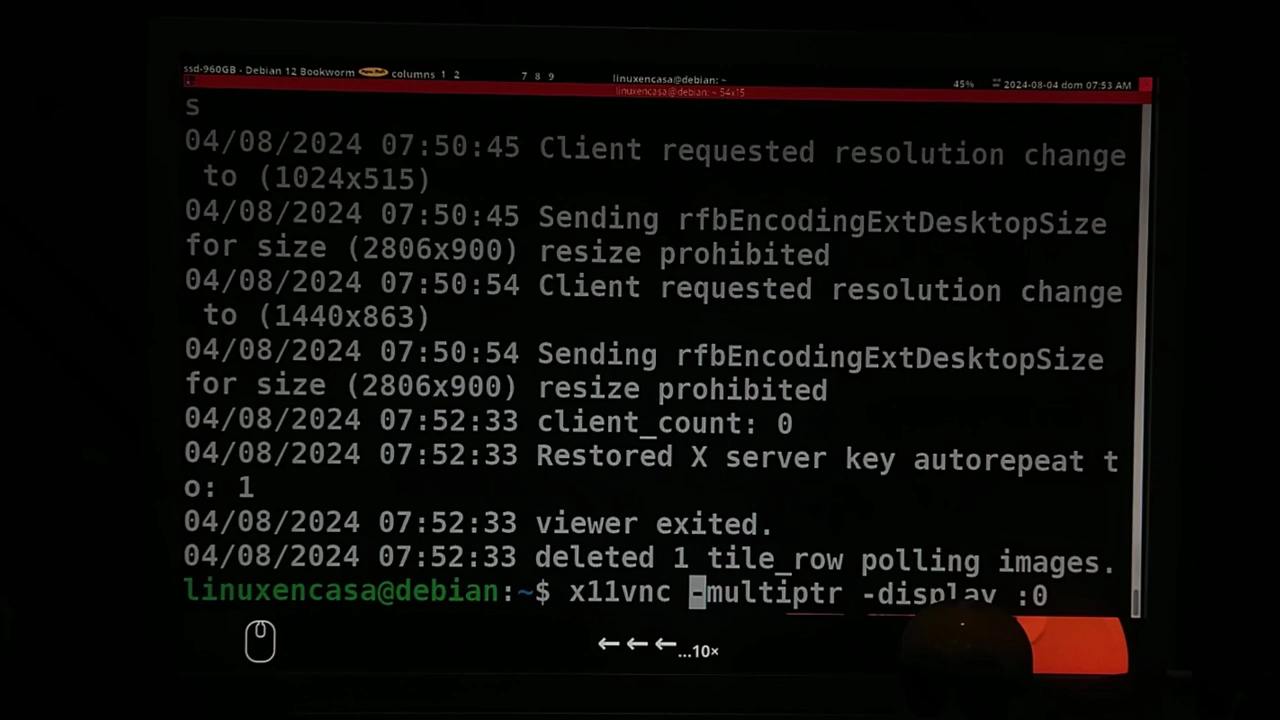 ssd-960GB - Debian 12 Bookworm columns 1 2 7 8 9 linuxencasa@debian: ~ 45% 2024-08-04 dom 07:53 AM
linuxencasa@debian: ~ 54x15
s
04/08/2024 07:50:45 Client requested resolution change
 to (1024x515)
04/08/2024 07:50:45 Sending rfbEncodingExtDesktopSize
for size (2806x900) resize prohibited
04/08/2024 07:50:54 Client requested resolution change
 to (1440x863)
04/08/2024 07:50:54 Sending rfbEncodingExtDesktopSize
for size (2806x900) resize prohibited
04/08/2024 07:52:33 client_count: 0
04/08/2024 07:52:33 Restored X server key autorepeat t
o: 1
04/08/2024 07:52:33 viewer exited.
04/08/2024 07:52:33 deleted 1 tile_row polling images.
linuxencasa@debian:~$ x11vnc -multiptr -display :0
←←←...10×